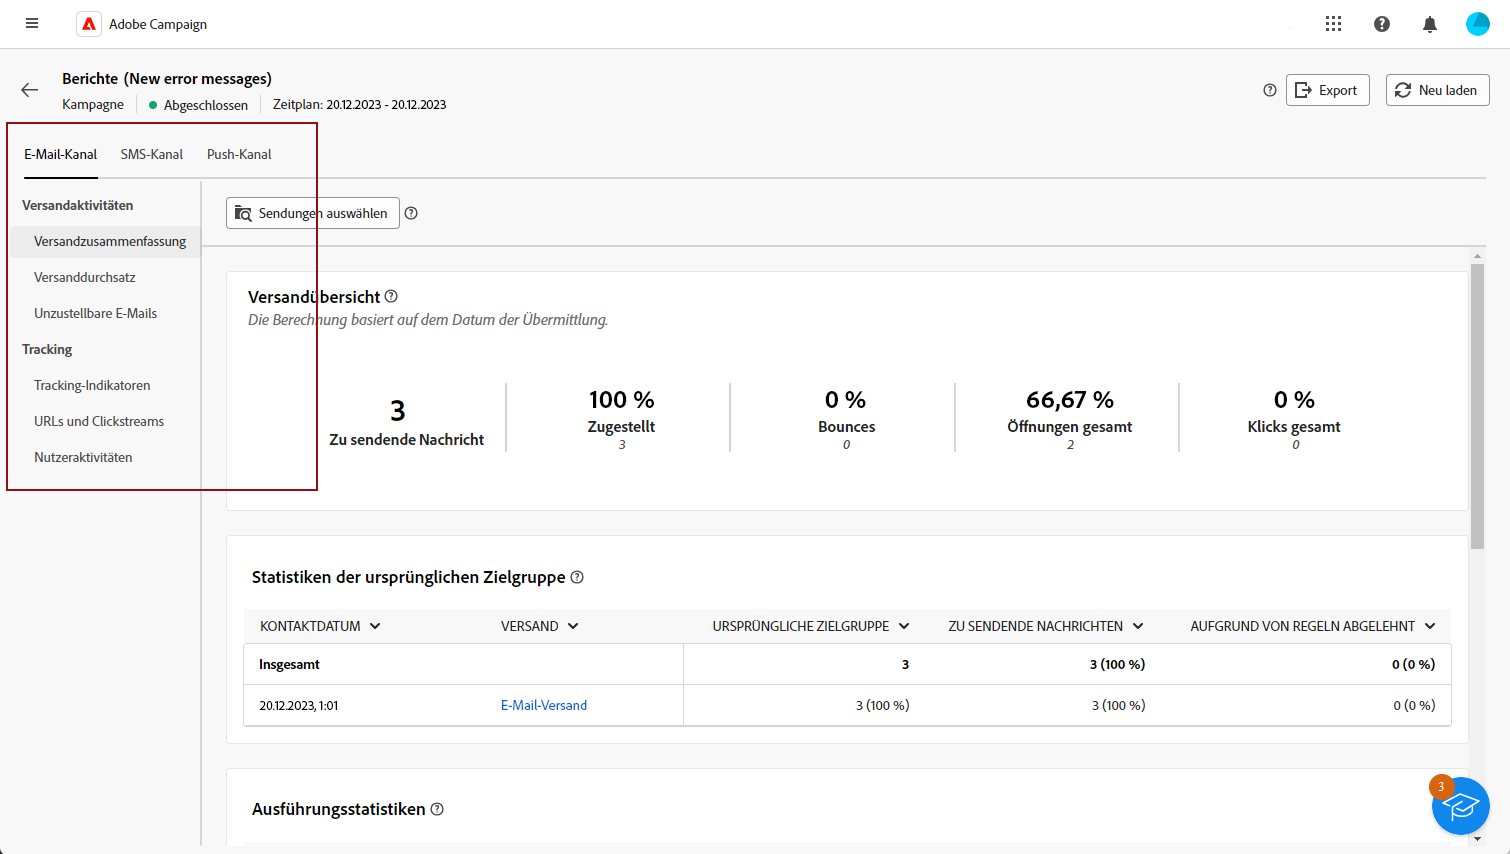 Adobe Campaign
Berichte (New error messages)
Kampagne Abgeschlossen Zeitplan: 20.12.2023 - 20.12.2023
Export Neu laden
E-Mail-Kanal SMS-Kanal Push-Kanal
Versandaktivitäten
Versandzusammenfassung
Versanddurchsatz
Unzustellbare E-Mails
Tracking
Tracking-Indikatoren
URLs und Clickstreams
Nutzeraktivitäten
Sendungen auswählen
Versandübersicht
Die Berechnung basiert auf dem Datum der Übermittlung.
3
Zu sendende Nachricht
100 %
Zugestellt
3
0 %
Bounces
0
66,67 %
Öffnungen gesamt
2
0 %
Klicks gesamt
0
Statistiken der ursprünglichen Zielgruppe
KONTAKTDATUM VERSAND URSPRÜNGLICHE ZIELGRUPPE ZU SENDENDE NACHRICHTEN AUFGRUND VON REGELN ABGELEHNT
Insgesamt 3 3 (100 %) 0 (0 %)
20.12.2023, 1:01 E-Mail-Versand 3 (100 %) 3 (100 %) 0 (0 %)
Ausführungsstatistiken
3